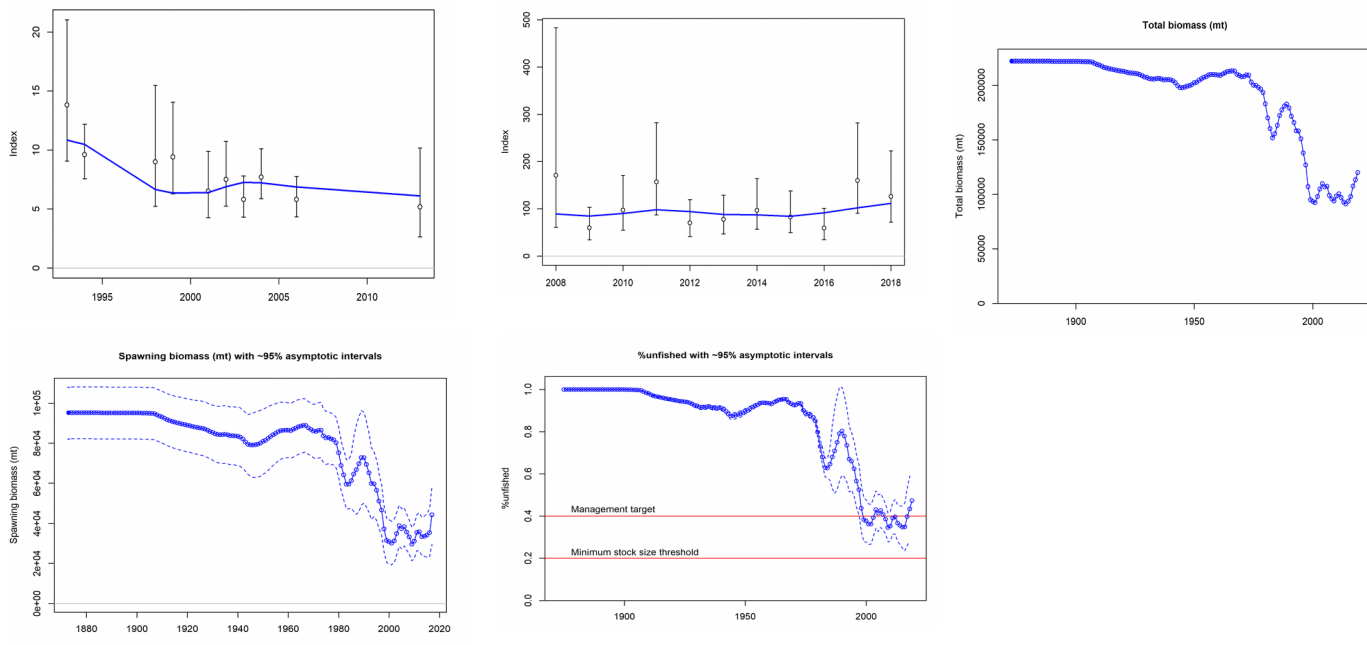 20
15
10
5
0
Index
1995
2000
2005
2010
500
400
300
200
100
0
Index
2008
2010
2012
2014
2016
2018
Total biomass (mt)
200000
150000
100000
50000
0
Total biomass (mt)
1900
1950
2000
Spawning biomass (mt) with ~95% asymptotic intervals
1e+05
8e+04
6e+04
4e+04
2e+04
0e+00
Spawning biomass (mt)
1880
1900
1920
1940
1960
1980
2000
2020
%unfished with ~95% asymptotic intervals
1.0
0.8
0.6
0.4
0.2
0.0
%unfished
Management target
Minimum stock size threshold
1900
1950
2000